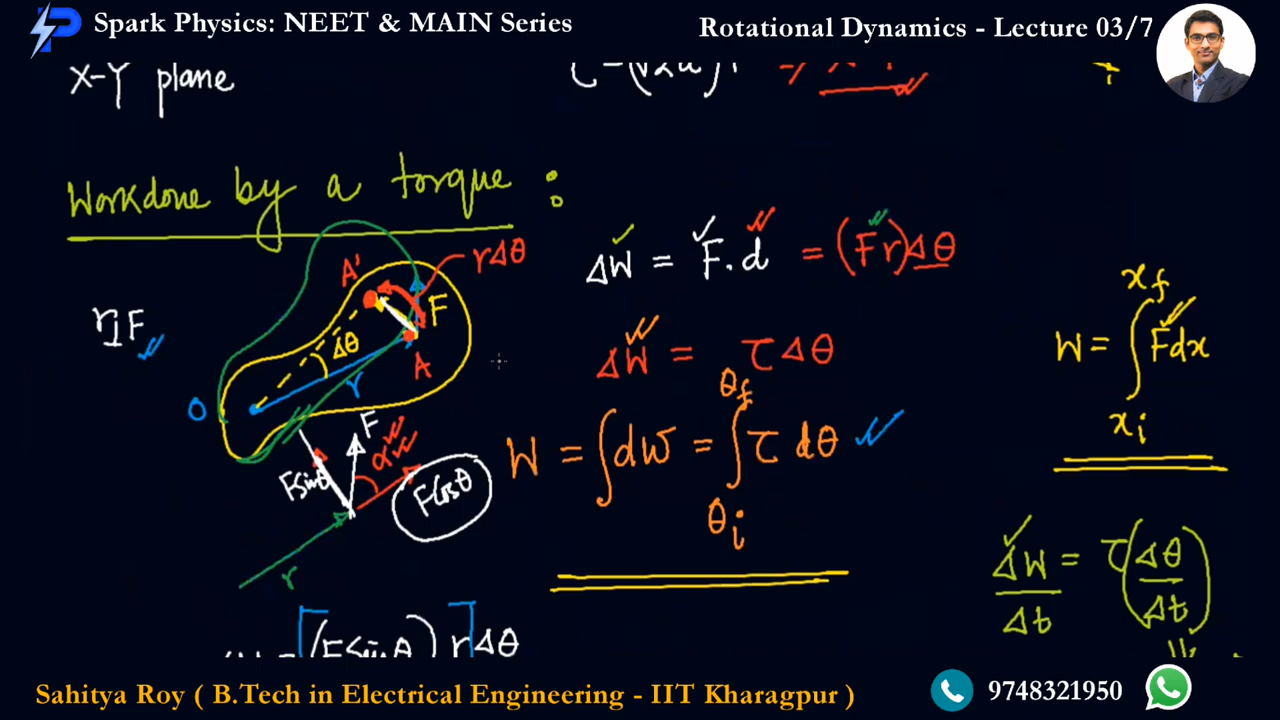 Spark Physics: NEET & MAIN Series
Rotational Dynamics - Lecture 03/7
X-Y plane
Workdone by a torque :
A'
rΔθ
F
Δθ
A
r
O
F
α
Fsinθ
Fcosθ
r
ΔW = F.d = (Fr)Δθ
ΔW = τΔθ
W = ∫dW = ∫θi θf τ dθ
W = ∫xi xf Fdx
ΔW/Δt = τ(Δθ/Δt)
r]Δθ
Sahitya Roy ( B.Tech in Electrical Engineering - IIT Kharagpur )
9748321950